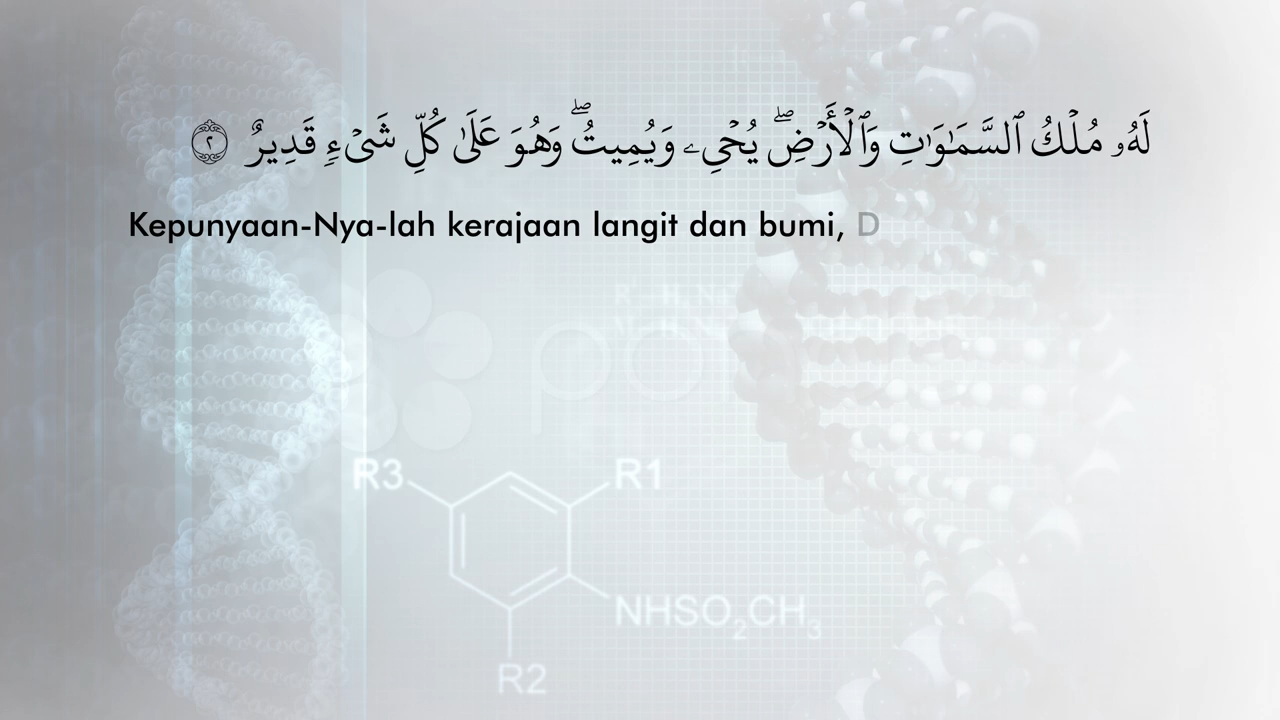 لَهُۥ مُلْكُ ٱلسَّمَـٰوَٰتِ وَٱلْأَرْضِ ۖ يُحْىِۦ وَيُمِيتُ ۖ وَهُوَ عَلَىٰ كُلِّ شَىْءٍ قَدِيرٌ ٢
Kepunyaan-Nya-lah kerajaan langit dan bumi, D
R3
R1
NHSO₂CH₃
R2